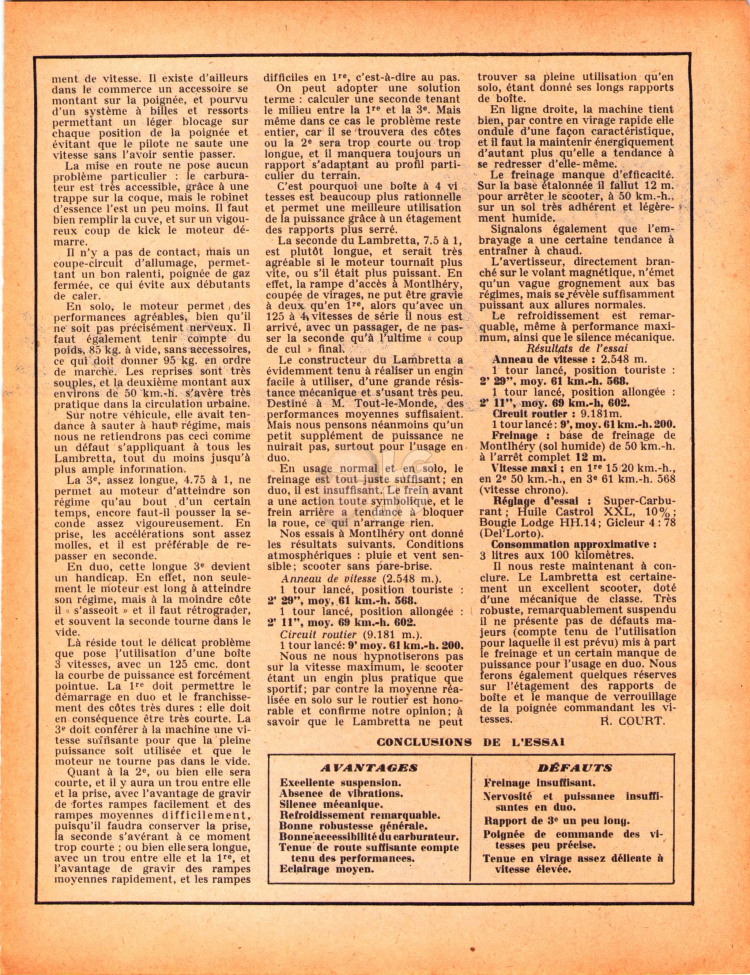 ment de vitesse. Il existe d'ailleurs
dans le commerce un accessoire se
montant sur la poignée, et pourvu
d'un système à billes et ressorts
permettant un léger blocage sur
chaque position de la poignée et
évitant que le pilote ne saute une
vitesse sans l'avoir sentie passer.
La mise en route ne pose aucun
problème particulier : le carbura-
teur est très accessible, grâce à une
trappe sur la coque, mais le robinet
d'essence l'est un peu moins. Il faut
bien remplir la cuve, et sur un vigou-
reux coup de kick le moteur dé-
marre.
Il n'y a pas de contact, mais un
coupe-circuit d'allumage, permet-
tant un bon ralenti, poignée de gaz
fermée, ce qui évite aux débutants
de caler.
En solo, le moteur permet des
performances agréables, bien qu'il
ne soit pas précisément nerveux. Il
faut également tenir compte du
poids, 85 kg. à vide, sans accessoires,
ce qui doit donner 95 kg. en ordre
de marche. Les reprises sont très
souples, et la deuxième montant aux
environs de 50 km.-h. s'avère très
pratique dans la circulation urbaine.
Sur notre véhicule, elle avait ten-
dance à sauter à haut régime, mais
nous ne retiendrons pas ceci comme
un défaut s'appliquant à tous les
Lambretta, tout du moins jusqu'à
plus ample information.
La 3e, assez longue, 4.75 à 1, ne
permet au moteur d'atteindre son
régime qu'au bout d'un certain
temps, encore faut-il pousser la se-
conde assez vigoureusement. En
prise, les accélérations sont assez
molles, et il est préférable de re-
passer en seconde.
En duo, cette longue 3e devient
un handicap. En effet, non seule-
ment le moteur est long à atteindre
son régime, mais à la moindre côte
il « s'asseoit » et il faut rétrograder,
et souvent la seconde tourne dans le
vide.
Là réside tout le délicat problème
que pose l'utilisation d'une boîte
3 vitesses, avec un 125 cmc. dont
la courbe de puissance est forcément
pointue. La 1re doit permettre le
démarrage en duo et le franchisse-
ment des côtes très dures : elle doit
en conséquence être très courte. La
3e doit conférer à la machine une vi-
tesse suffisante pour que la pleine
puissance soit utilisée et que le
moteur ne tourne pas dans le vide.
Quant à la 2e, ou bien elle sera
courte, et il y aura un trou entre elle
et la prise, avec l'avantage de gravir
de fortes rampes facilement et des
rampes moyennes difficilement,
puisqu'il faudra conserver la prise,
la seconde s'avérant à ce moment
trop courte ; ou bien elle sera longue,
avec un trou entre elle et la 1re, et
l'avantage de gravir des rampes
moyennes rapidement, et les rampes
difficiles en 1re, c'est-à-dire au pas.
On peut adopter une solution
terme : calculer une seconde tenant
le milieu entre la 1re et la 3e. Mais
même dans ce cas le problème reste
entier, car il se trouvera des côtes
ou la 2e sera trop courte ou trop
longue, et il manquera toujours un
rapport s'adaptant au profil parti-
culier du terrain.
C'est pourquoi une boîte à 4 vi
tesses est beaucoup plus rationnelle
et permet une meilleure utilisation
de la puissance grâce à un étagement
des rapports plus serré.
La seconde du Lambretta, 7.5 à 1,
est plutôt longue, et serait très
agréable si le moteur tournait plus
vite, ou s'il était plus puissant. En
effet, la rampe d'accès à Montlhéry,
coupée de virages, ne peut être gravie
à deux qu'en 1re, alors qu'avec un
125 à 4 vitesses de série il nous est
arrivé, avec un passager, de ne pas-
ser la seconde qu'à l'ultime « coup
de cul » final.
Le constructeur du Lambretta a
évidemment tenu à réaliser un engin
facile à utiliser, d'une grande résis-
tance mécanique et s'usant très peu.
Destiné à M. Tout-le-Monde, des
performances moyennes suffisaient.
Mais nous pensons néanmoins qu'un
petit supplément de puissance ne
nuirait pas, surtout pour l'usage en
duo.
En usage normal et en solo, le
freinage est tout juste suffisant ; en
duo, il est insuffisant. Le frein avant
a une action toute symbolique, et le
frein arrière a tendance à bloquer
la roue, ce qui n'arrange rien.
Nos essais à Montlhéry ont donné
les résultats suivants. Conditions
atmosphériques : pluie et vent sen-
sible ; scooter sans pare-brise.
Anneau de vitesse (2.548 m.).
1 tour lancé, position touriste :
2' 29", moy. 61 km.-h. 568.
1 tour lancé, position allongée :
2' 11", moy. 69 km.-h. 602.
Circuit routier (9.181 m.).
1 tour lancé : 9' moy. 61 km.-h. 200.
Nous ne nous hypnotiserons pas
sur la vitesse maximum, le scooter
étant un engin plus pratique que
sportif ; par contre la moyenne réa-
lisée en solo sur le routier est hono-
rable et confirme notre opinion ; à
savoir que le Lambretta ne peut
trouver sa pleine utilisation qu'en
solo, étant donné ses longs rapports
de boîte.
En ligne droite, la machine tient
bien, par contre en virage rapide elle
ondule d'une façon caractéristique,
et il faut la maintenir énergiquement
d'autant plus qu'elle a tendance à
se redresser d'elle-même.
Le freinage manque d'efficacité.
Sur la base étalonnée il fallut 12 m.
pour arrêter le scooter, à 50 km.-h.,
sur un sol très adhérent et légère-
ment humide.
Signalons également que l'em-
brayage a une certaine tendance à
entraîner à chaud.
L'avertisseur, directement bran-
ché sur le volant magnétique, n'émet
qu'un vague grognement aux bas
régimes, mais se révèle suffisamment
puissant aux allures normales.
Le refroidissement est remar-
quable, même à performance maxi-
mum, ainsi que le silence mécanique.
Résultats de l'essai
Anneau de vitesse : 2.548 m.
1 tour lancé, position touriste :
2' 29", moy. 61 km.-h. 568.
1 tour lancé, position allongée :
2' 11", moy. 69 km.-h, 602.
Circuit routier : 9.181m.
1 tour lancé : 9', moy. 61 km.-h. 200.
Freinage : base de freinage de
Montlhéry (sol humide) de 50 km.-h.
à l'arrêt complet 12 m.
Vitesse maxi ; en 1re 15 20 km.-h.,
en 2e 50 km.-h., en 3e 61 km.-h. 568
(vitesse chrono).
Réglage d'essai : Super-Carbu-
rant ; Huile Castrol XXL, 10% ;
Bougie Lodge HH.14 ; Gicleur 4 : 78
(Del'Lorto).
Consommation approximative :
3 litres aux 100 kilomètres.
Il nous reste maintenant à con-
clure. Le Lambretta est certaine-
ment un excellent scooter, doté
d'une mécanique de classe. Très
robuste, remarquablement suspendu
il ne présente pas de défauts ma-
jeurs (compte tenu de l'utilisation
pour laquelle il est prévu) mis à part
le freinage et un certain manque de
puissance pour l'usage en duo. Nous
ferons également quelques réserves
sur l'étagement des rapports de
boîte et le manque de verrouillage
de la poignée commandant les vi-
tesses.
R. COURT.
CONCLUSIONS DE L'ESSAI
AVANTAGES
Excellente suspension.
Absence de vibrations.
Silence mécanique.
Refroidissement remarquable.
Bonne robustesse générale.
Bonne accessibilité du carburateur.
Tenue de route suffisante compte
tenu des performances.
Eclairage moyen.
DÉFAUTS
Freinage insuffisant.
Nervosité et puissance insuffi-
santes en duo.
Rapport de 3e un peu long.
Poignée de commande des vi-
tesses peu précise.
Tenue en virage assez délicate à
vitesse élevée.